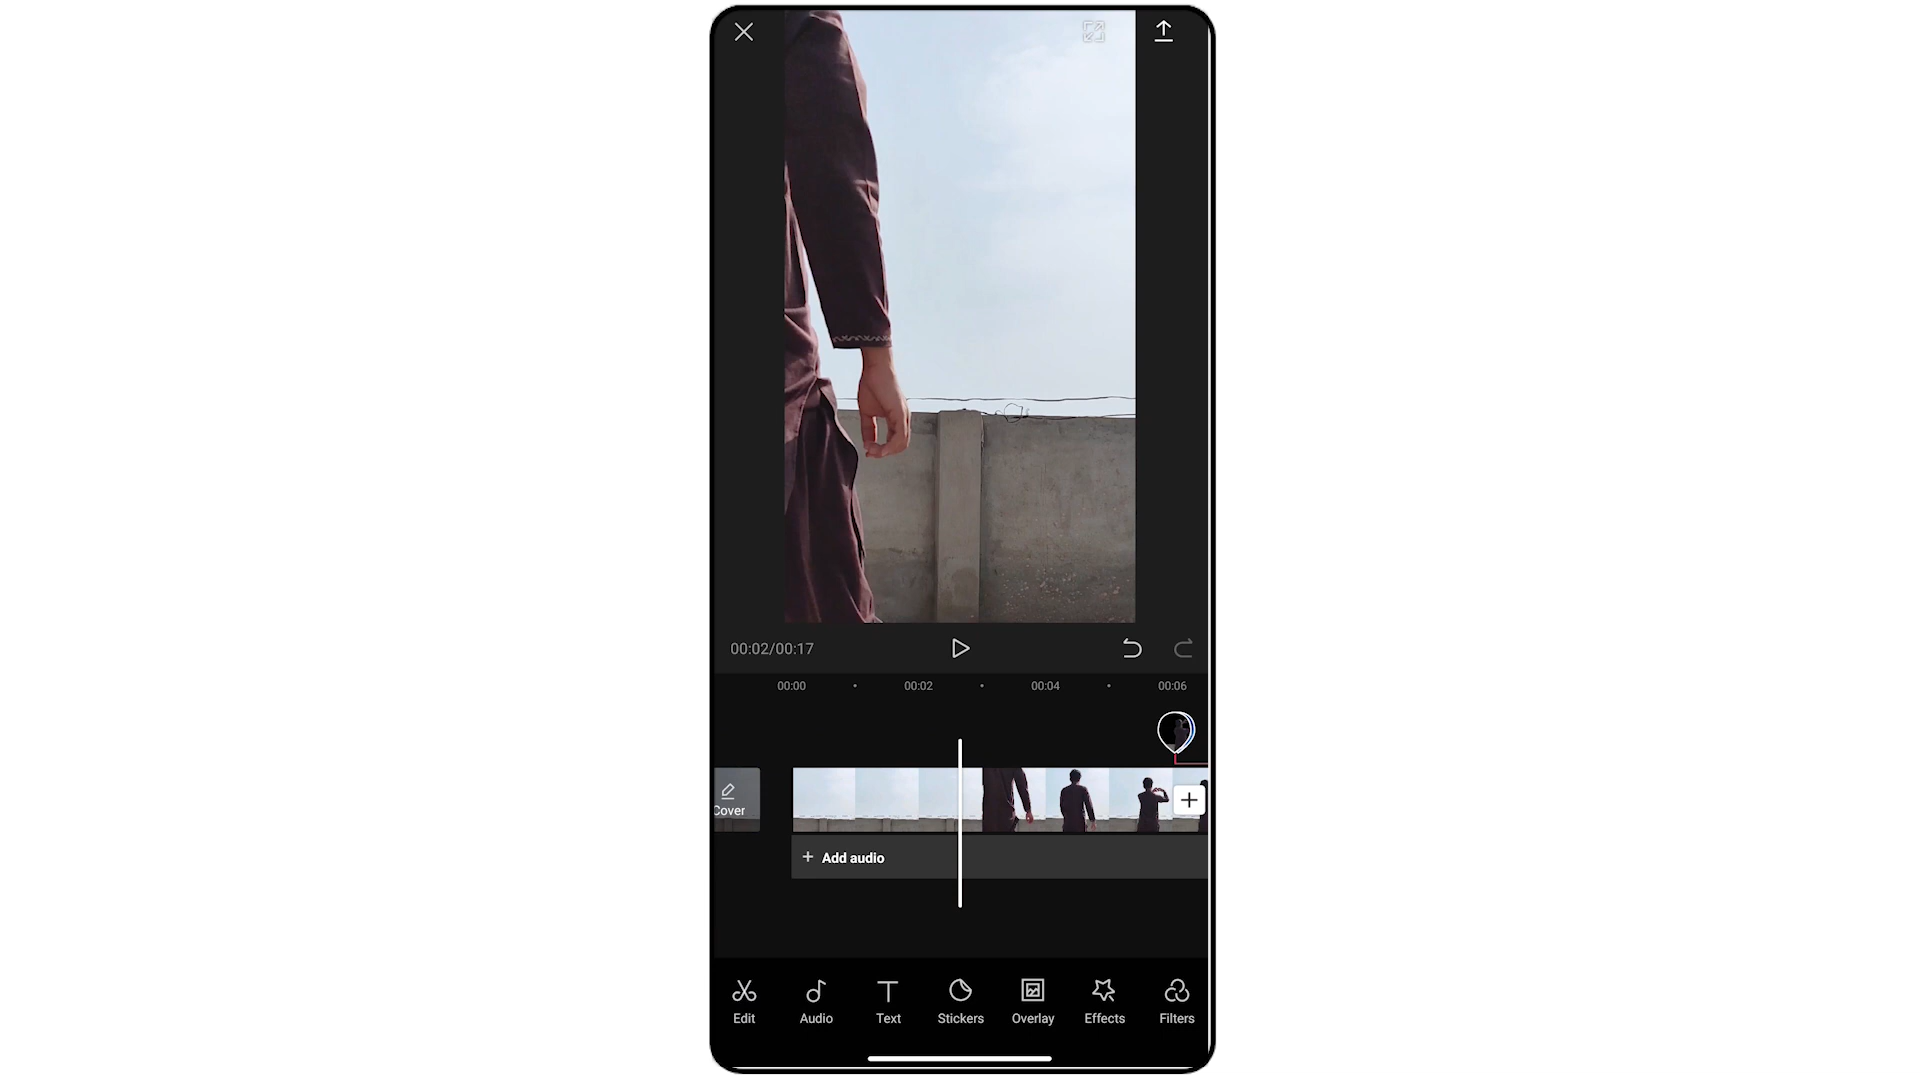 00:02/00:17
00:00
00:02
00:04
00:06
Cover
+ Add audio
Edit
Audio
Text
Stickers
Overlay
Effects
Filters